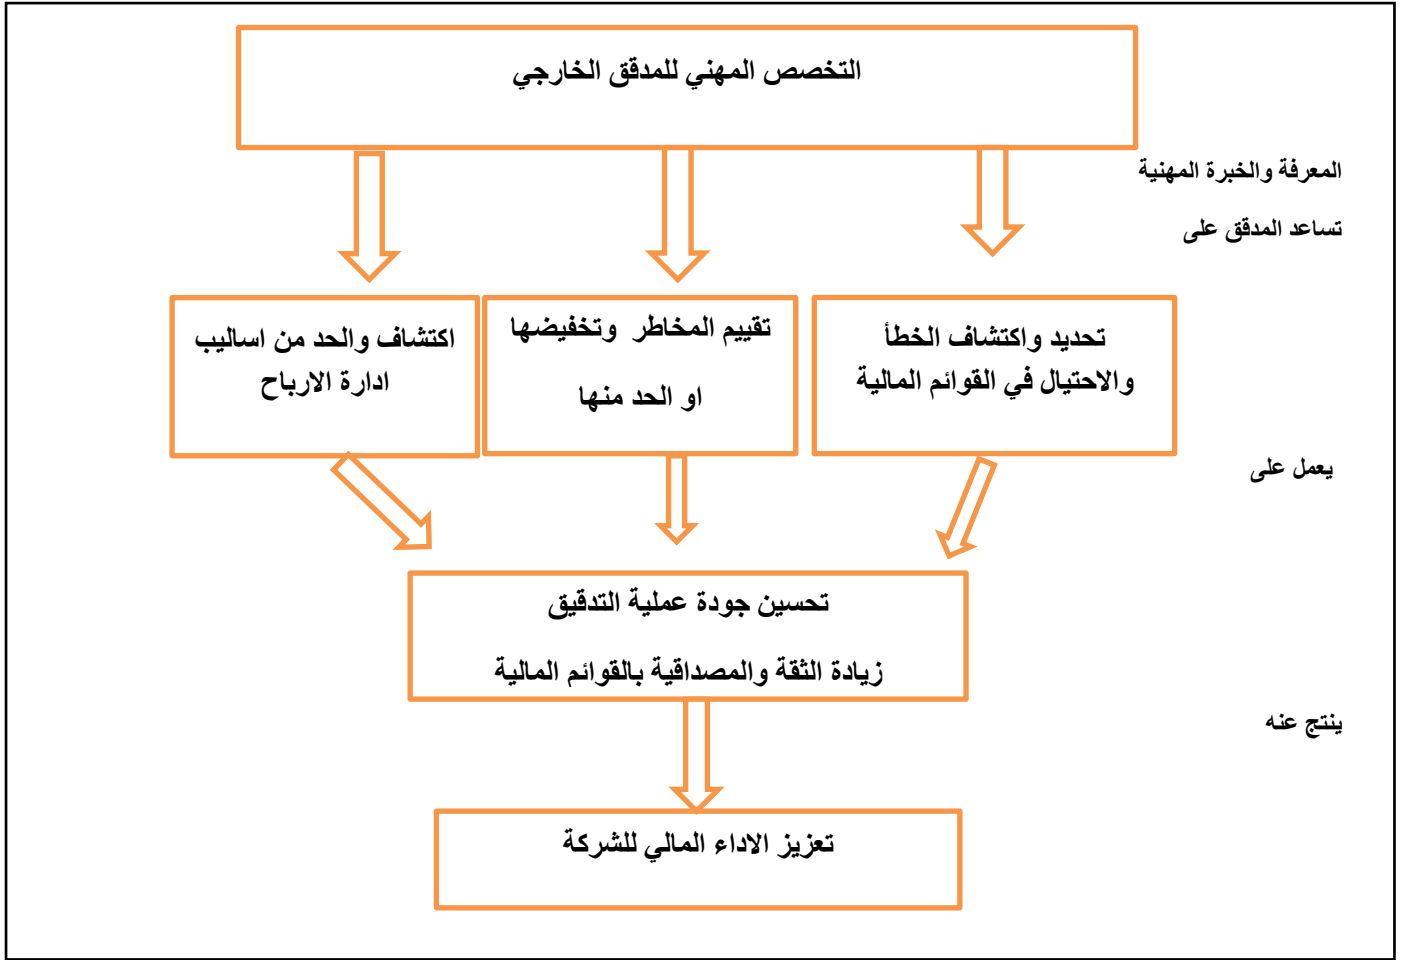 التخصص المهني للمدقق الخارجي
المعرفة والخبرة المهنية
تساعد المدقق على
تحديد واكتشاف الخطأ
والاحتيال في القوائم المالية
تقييم المخاطر وتخفيضها
او الحد منها
اكتشاف والحد من اساليب
ادارة الارباح
يعمل على
تحسين جودة عملية التدقيق
زيادة الثقة والمصداقية بالقوائم المالية
ينتج عنه
تعزيز الاداء المالي للشركة